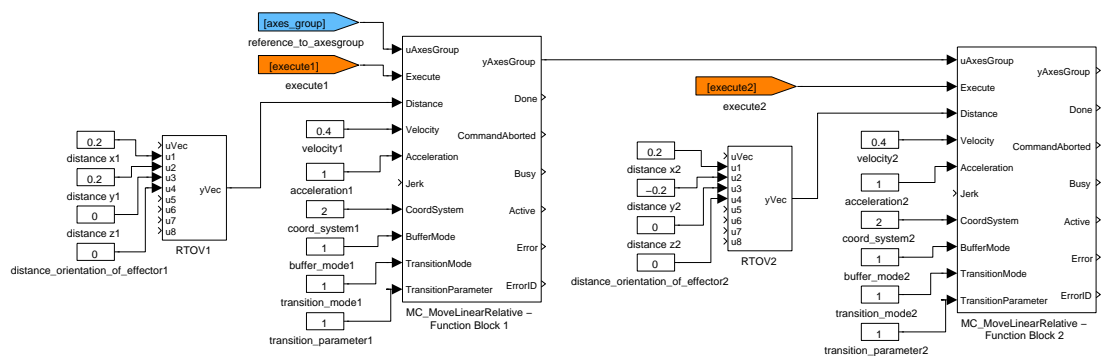 [axes_group]
reference_to_axesgroup
[execute1]
execute1
0.2
distance x1
0.2
distance y1
0
distance z1
0
distance_orientation_of_effector1
uVec
u1
u2
u3
u4
u5
u6
u7
u8
yVec
RTOV1
0.4
velocity1
1
acceleration1
2
coord_system1
1
buffer_mode1
1
transition_mode1
1
transition_parameter1
uAxesGroup
Execute
Distance
Velocity
Acceleration
Jerk
CoordSystem
BufferMode
TransitionMode
TransitionParameter
yAxesGroup
Done
CommandAborted
Busy
Active
Error
ErrorID
MC_MoveLinearRelative –
Function Block 1
[execute2]
execute2
0.2
distance x2
−0.2
distance y2
0
distance z2
0
distance_orientation_of_effector2
uVec
u1
u2
u3
u4
u5
u6
u7
u8
yVec
RTOV2
0.4
velocity2
1
acceleration2
2
coord_system2
1
buffer_mode2
1
transition_mode2
1
transition_parameter2
uAxesGroup
Execute
Distance
Velocity
Acceleration
Jerk
CoordSystem
BufferMode
TransitionMode
TransitionParameter
yAxesGroup
Done
CommandAborted
Busy
Active
Error
ErrorID
MC_MoveLinearRelative –
Function Block 2